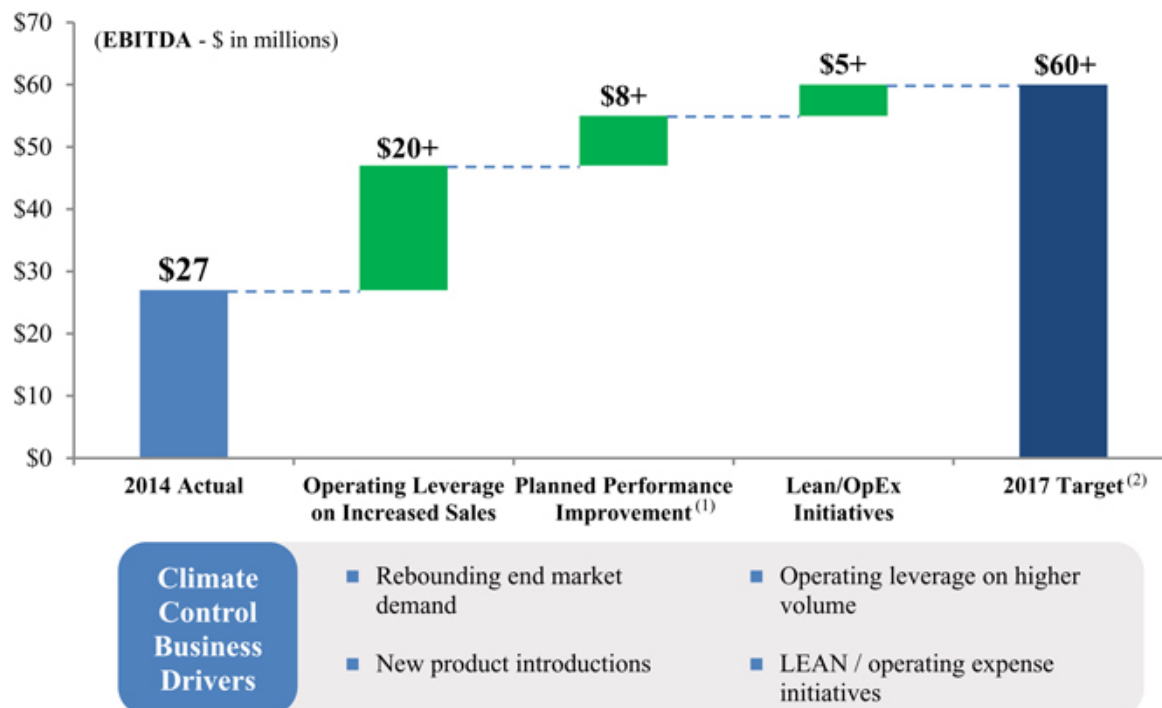 $70
(EBITDA - $ in millions)
$60
$50
$40
$30
$20
$10
$0
$27
$20+
$8+
$5+
$60+
2014 Actual
Operating Leverage
on Increased Sales
Planned Performance
Improvement (1)
Lean/OpEx
Initiatives
2017 Target (2)
Climate
Control
Business
Drivers
Rebounding end market
demand
New product introductions
Operating leverage on higher
volume
LEAN / operating expense
initiatives